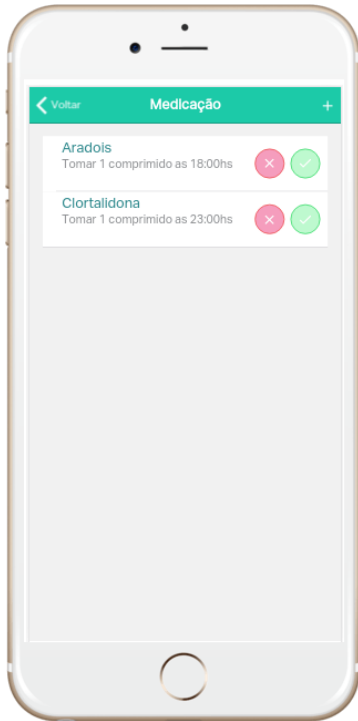 Voltar Medicação +
Aradois
Tomar 1 comprimido as 18:00hs
Clortalidona
Tomar 1 comprimido as 23:00hs